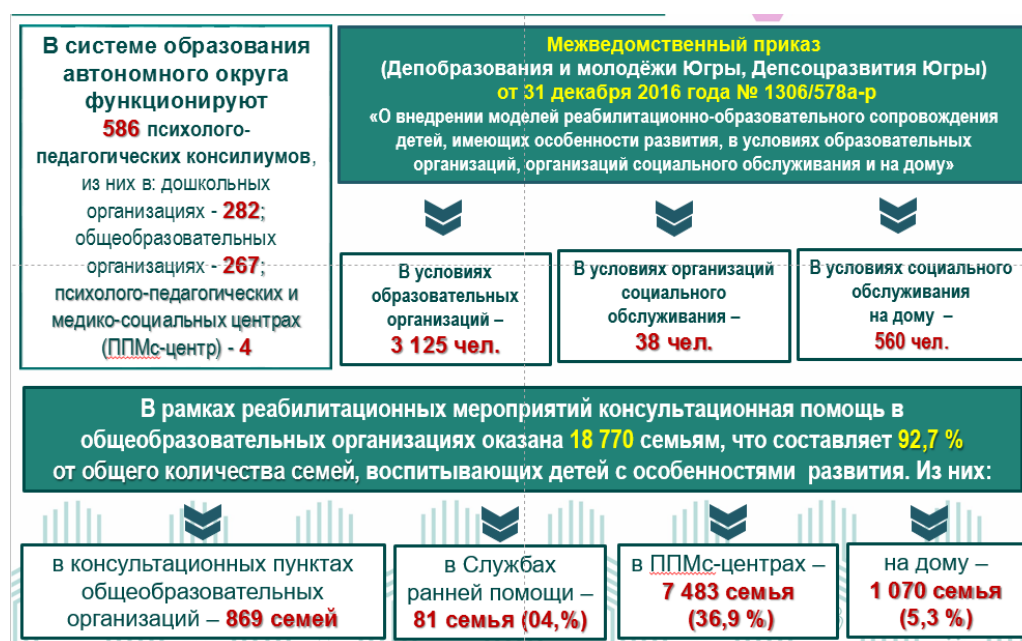 В системе образования
автономного округа
функционируют
586 психолого-
педагогических консилиумов,
из них в: дошкольных
организациях - 282;
общеобразовательных
организациях - 267;
психолого-педагогических и
медико-социальных центрах
(ППМс-центр) - 4
Межведомственный приказ
(Депобразования и молодёжи Югры, Депсоцразвития Югры)
от 31 декабря 2016 года № 1306/578а-р
«О внедрении моделей реабилитационно-образовательного сопровождения
детей, имеющих особенности развития, в условиях образовательных
организаций, организаций социального обслуживания и на дому»
В условиях
образовательных
организаций –
3 125 чел.
В условиях организаций
социального
обслуживания –
38 чел.
В условиях социального
обслуживания
на дому –
560 чел.
В рамках реабилитационных мероприятий консультационная помощь в
общеобразовательных организациях оказана 18 770 семьям, что составляет 92,7 %
от общего количества семей, воспитывающих детей с особенностями развития. Из них:
в консультационных пунктах
общеобразовательных
организаций – 869 семей
в Службах
ранней помощи –
81 семья (04,%)
в ППМс-центрах –
7 483 семья
(36,9 %)
на дому –
1 070 семья
(5,3 %)